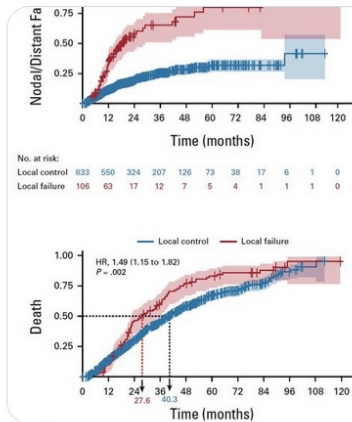 Nodal/Distant Fa
0.75
0.50
0.25
0 12 24 36 48 60 72 84 96 108 120
Time (months)
No. at risk:
Local control 833 550 324 207 126 73 38 17 6 1 0
Local failure 106 63 17 12 7 5 4 1 1 1 0
Death
1.00
0.75
0.50
0.25
Local control Local failure
HR, 1.49 (1.15 to 1.82)
P = .002
0 12 24 36 48 60 72 84 96 108 120
27.6 40.3
Time (months)